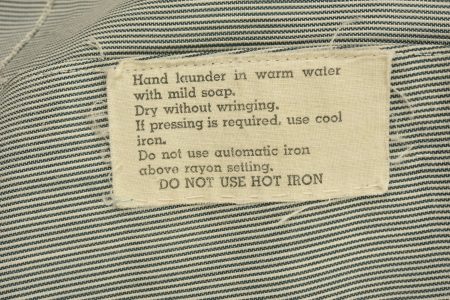 Hand launder in warm water
with mild soap.
Dry without wringing.
If pressing is required, use cool
iron.
Do not use automatic iron
above rayon setting.
DO NOT USE HOT IRON